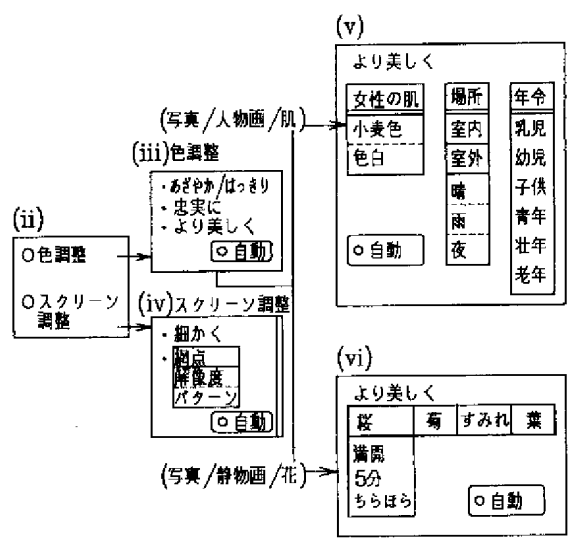 (ii)
○色調整
○スクリーン
調整
(iii)色調整
・あざやか/はっきり
・忠実に
・より美しく
○自動
(iv)スクリーン調整
・細かく
・網点
解像度
パターン
○自動
(写真/人物画/肌)
(写真/静物画/花)
(v)
より美しく
女性の肌
小麦色
色白
○自動
場所
室内
室外
晴
雨
夜
年令
乳児
幼児
子供
青年
壮年
老年
(vi)
より美しく
桜 菊 すみれ 葉
満開
5分
ちらほら
○自動